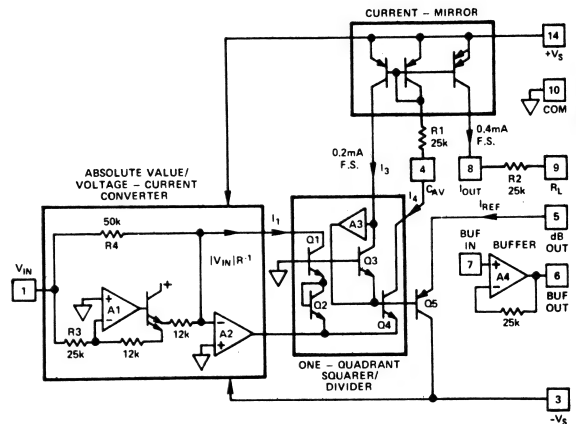 CURRENT – MIRROR
14
+VS
10
COM
R1
25k
0.2mA
F.S.
I3
0.4mA
F.S.
4
CAV
8
IOUT
R2
25k
9
RL
ABSOLUTE VALUE/
VOLTAGE – CURRENT
CONVERTER
50k
R4
I1
|VIN|R-1
VIN
1
A1
+
–
+
12k
R3
25k
12k
A2
–
+
Q1
Q2
A3
Q3
I4
Q4
Q5
IREF
5
dB
OUT
BUF
IN
7
BUFFER
A4
+
–
25k
6
BUF
OUT
ONE – QUADRANT
SQUARER/
DIVIDER
3
-VS